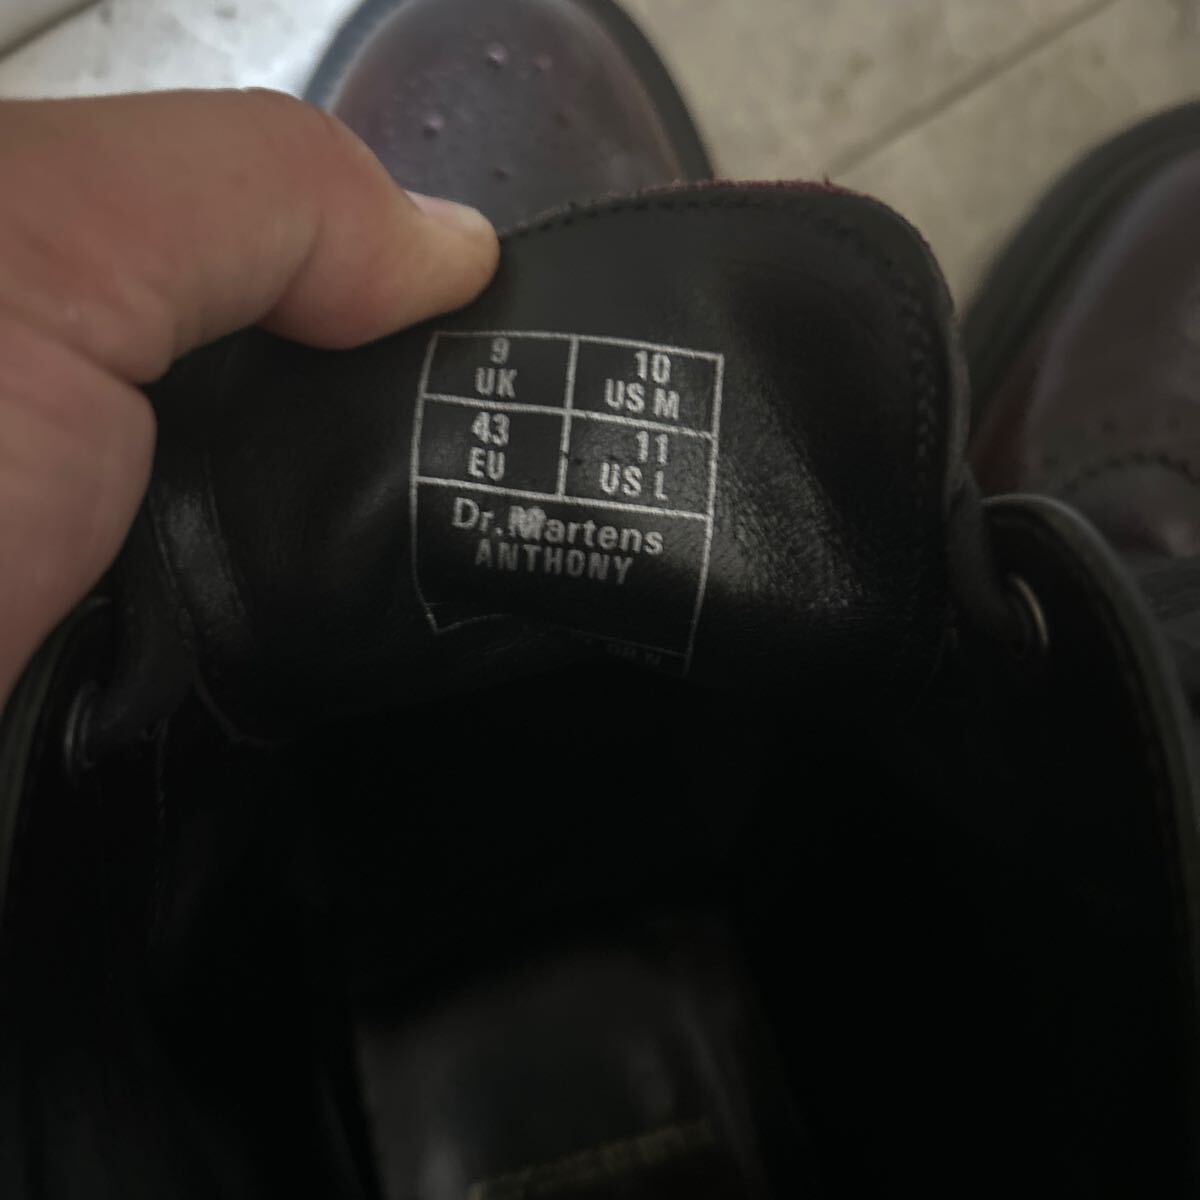 9 10
UK US M
43 11
EU US L
Dr.Martens
ANTHONY